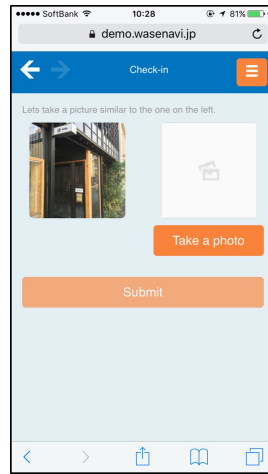 SoftBank 10:28 81%
demo.wasenavi.jp
Check-in
Lets take a picture similar to the one on the left.
Take a photo
Submit